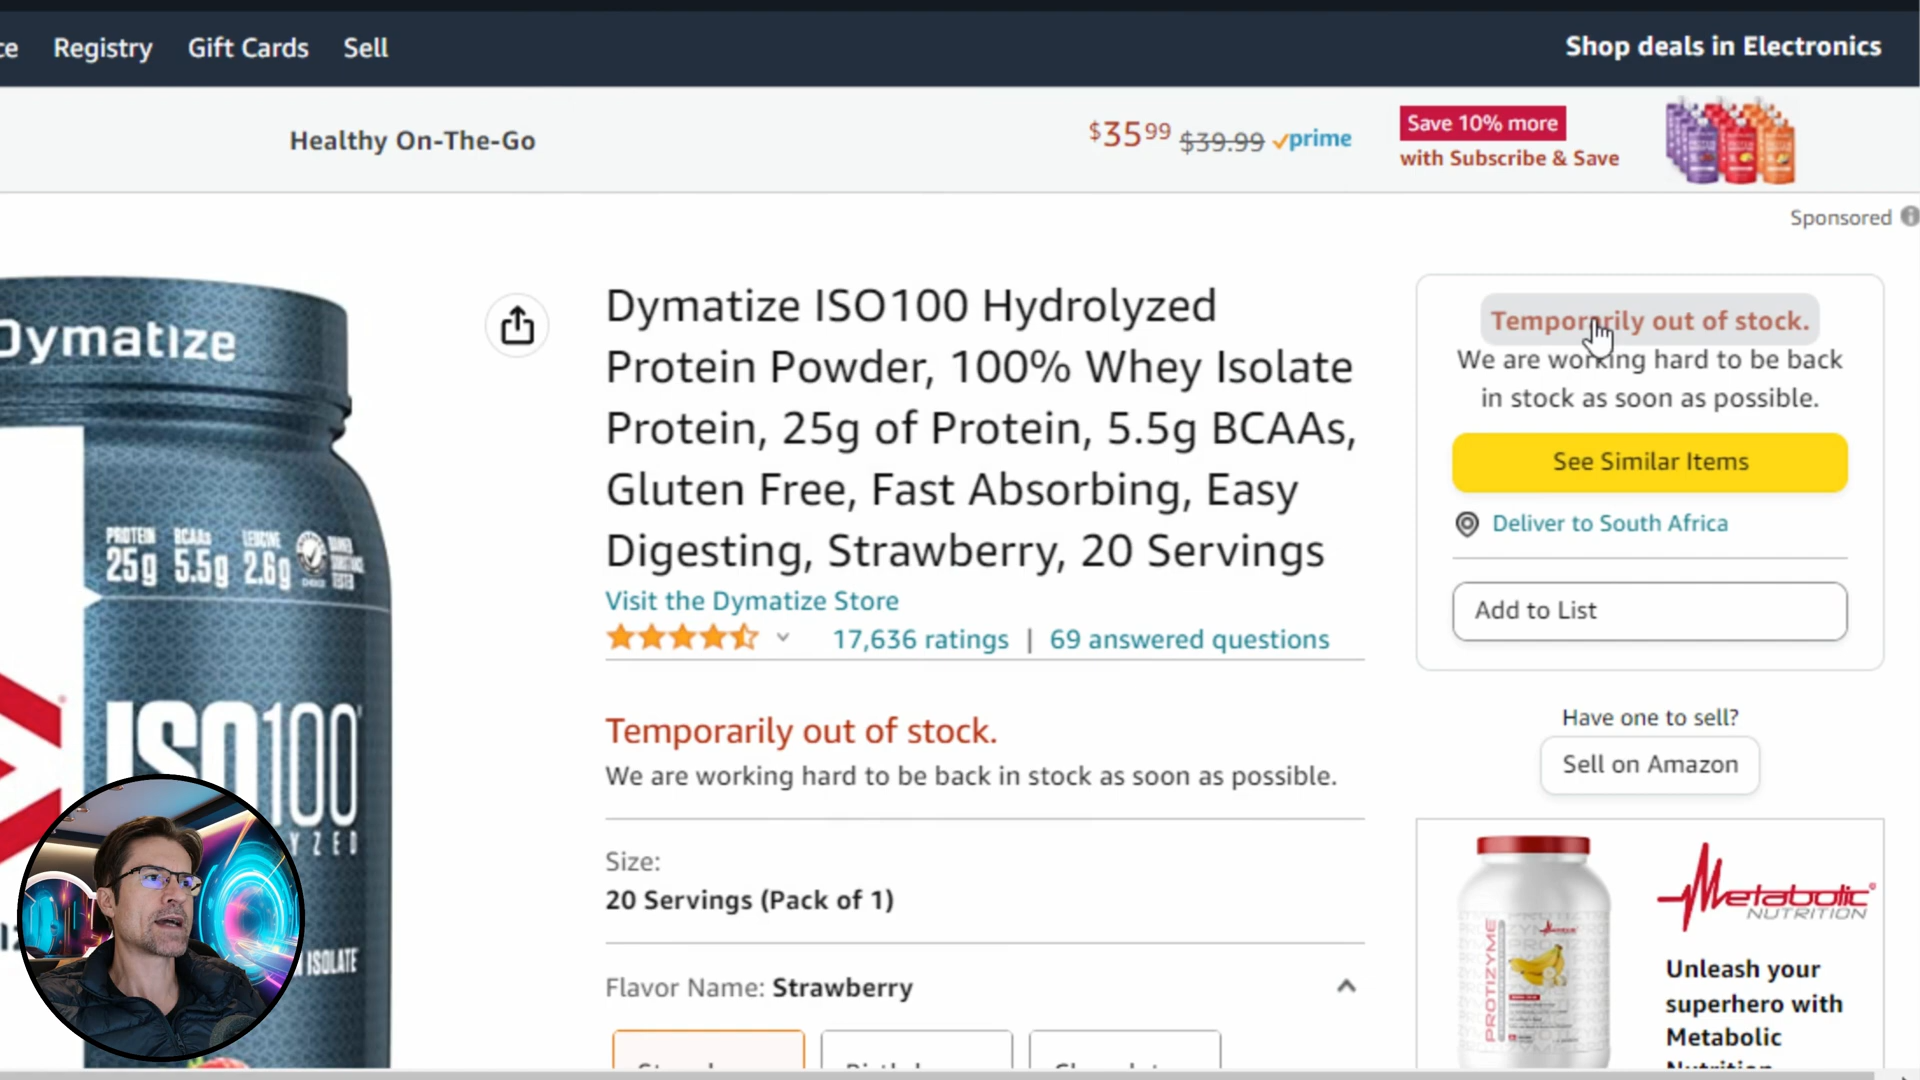 Registry Gift Cards Sell
Shop deals in Electronics
Healthy On-The-Go
$35.99 $39.99 prime
Save 10% more
with Subscribe & Save
Sponsored
Dymatize
Dymatize ISO100 Hydrolyzed
Protein Powder, 100% Whey Isolate
Protein, 25g of Protein, 5.5g BCAAs,
Gluten Free, Fast Absorbing, Easy
Digesting, Strawberry, 20 Servings
Visit the Dymatize Store
17,636 ratings | 69 answered questions
Temporarily out of stock.
We are working hard to be back in stock as soon as possible.
Size:
20 Servings (Pack of 1)
Flavor Name: Strawberry
PROTEIN BCAAs LEUCINE
25g 5.5g 2.6g
ISO100
ISOLATE
Temporarily out of stock.
We are working hard to be back
in stock as soon as possible.
See Similar Items
Deliver to South Africa
Add to List
Have one to sell?
Sell on Amazon
Metabolic
NUTRITION
PROTIZYME
Unleash your
superhero with
Metabolic